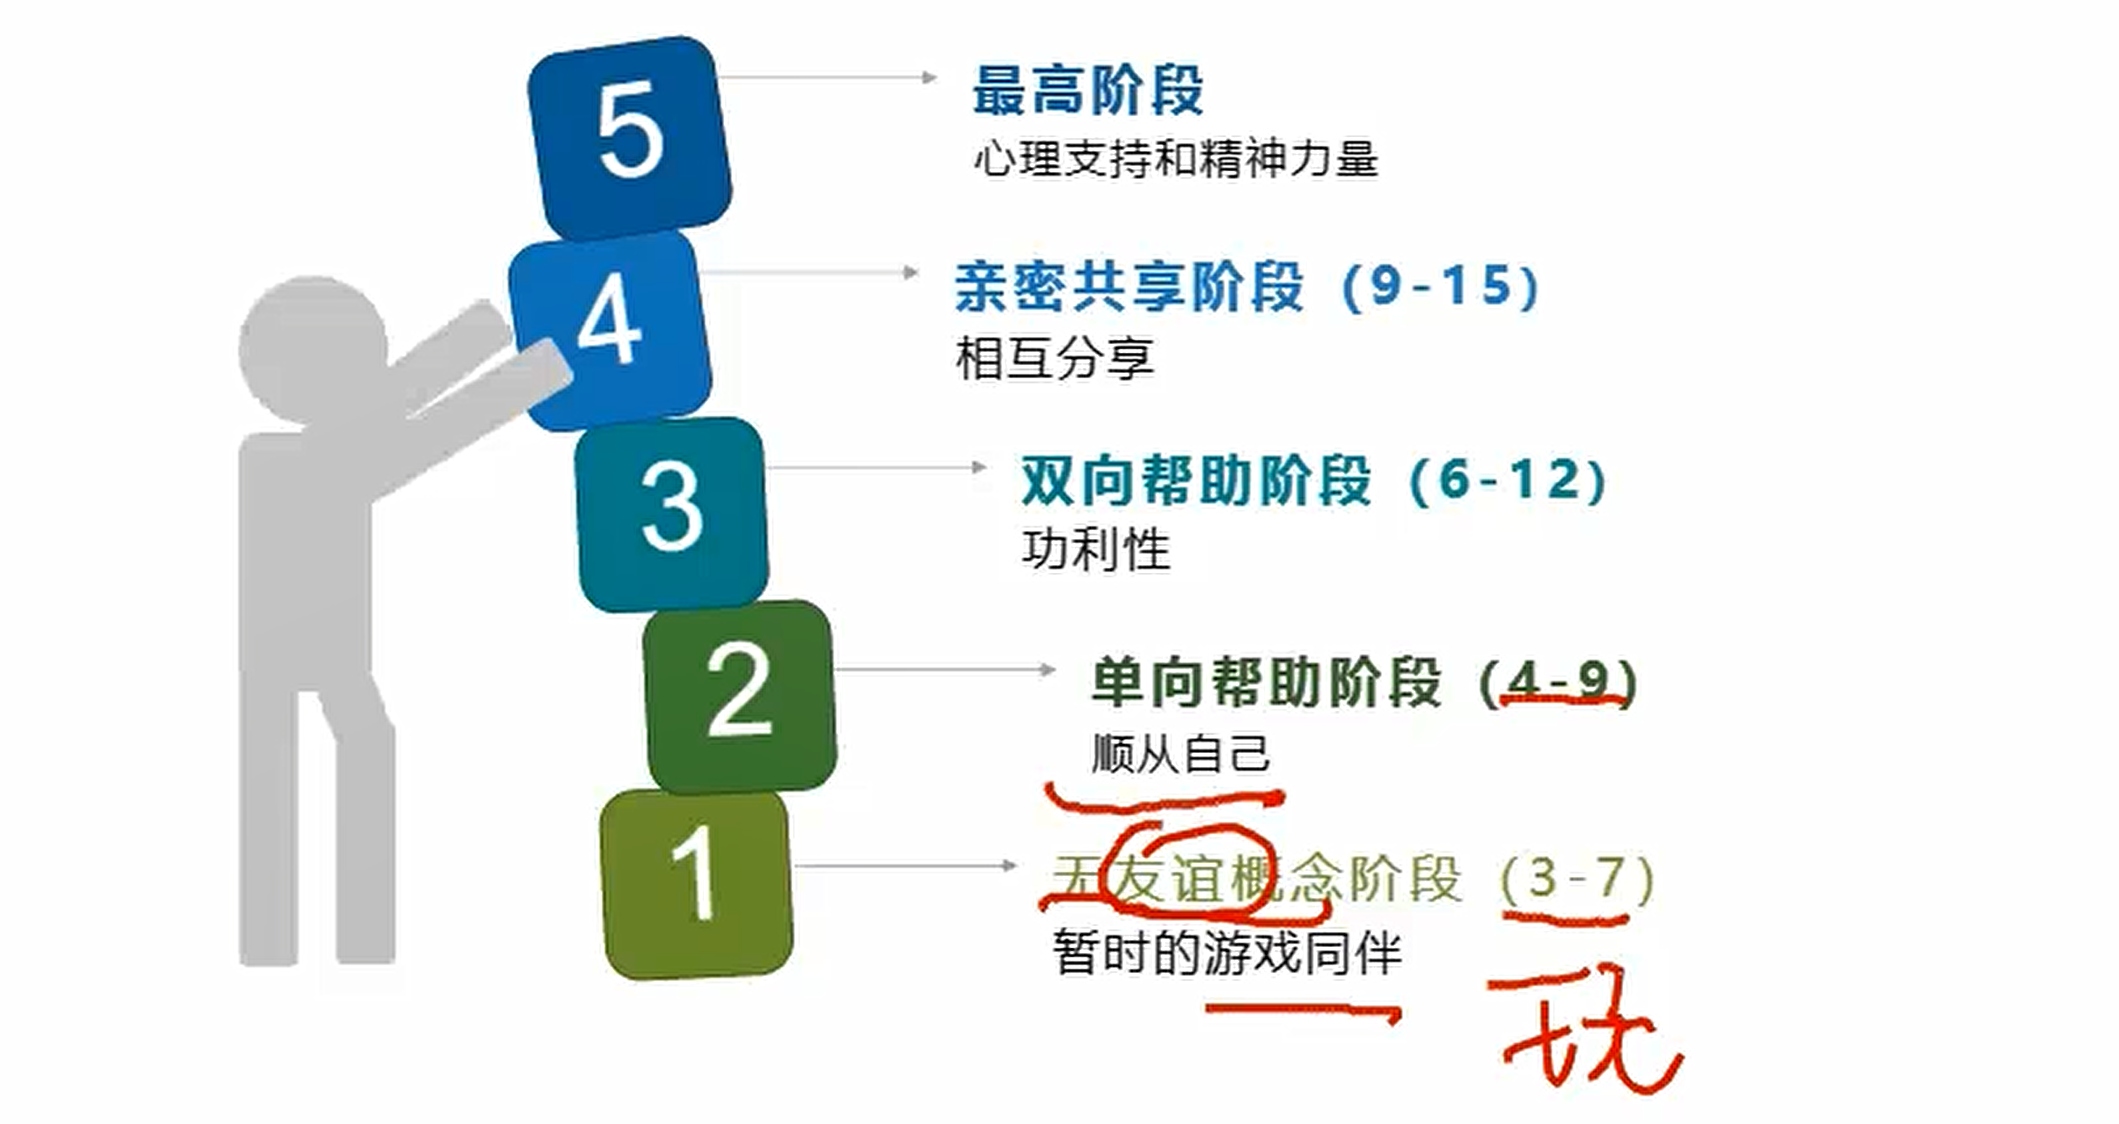 5
最高阶段
心理支持和精神力量
4
亲密共享阶段（9-15）
相互分享
3
双向帮助阶段（6-12）
功利性
2
单向帮助阶段（4-9）
顺从自己
1
无友谊概念阶段（3-7）
暂时的游戏同伴
玩